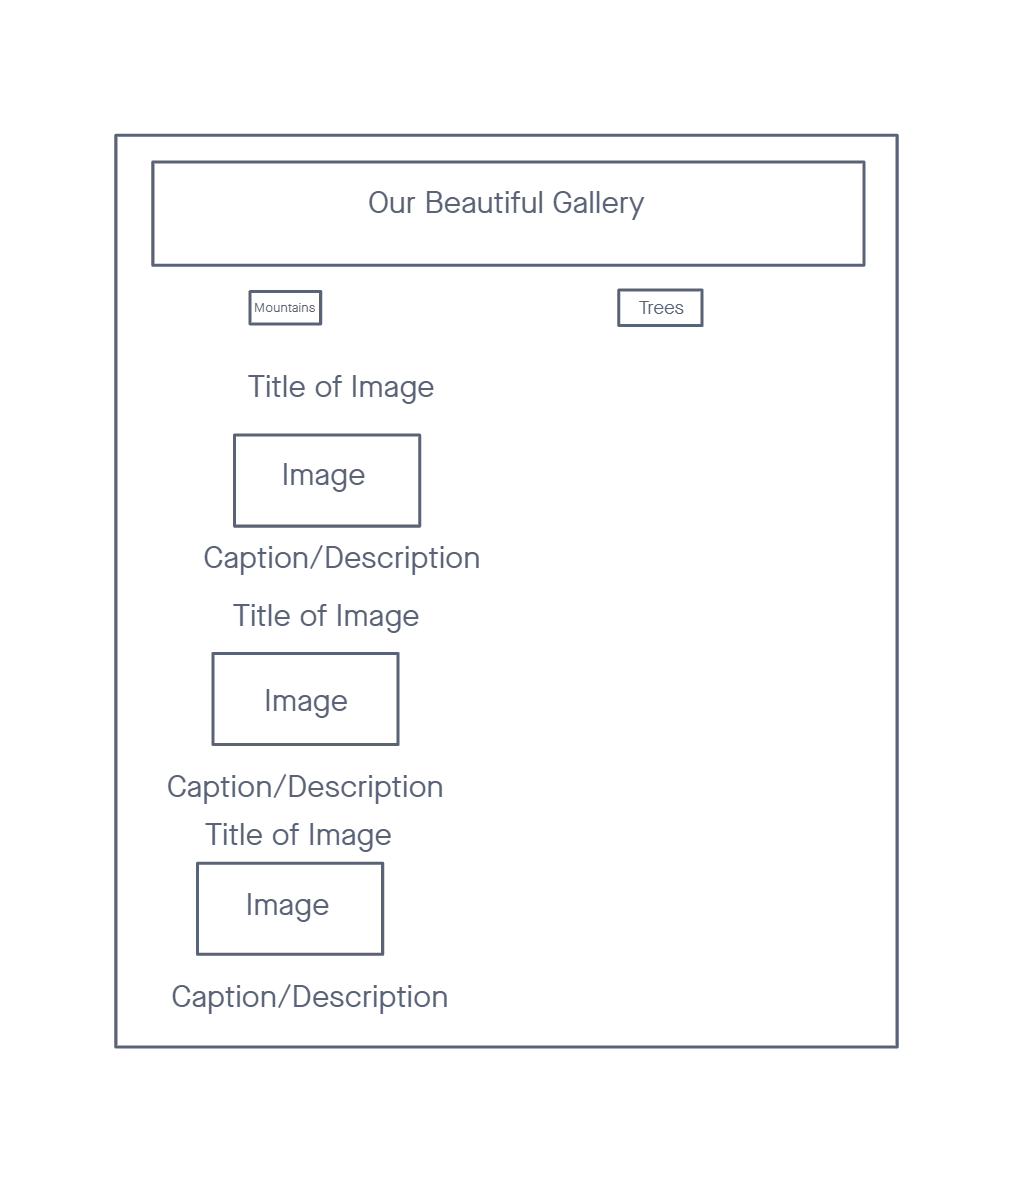 Our Beautiful Gallery
Mountains
Trees
Title of Image
Image
Caption/Description
Title of Image
Image
Caption/Description
Title of Image
Image
Caption/Description